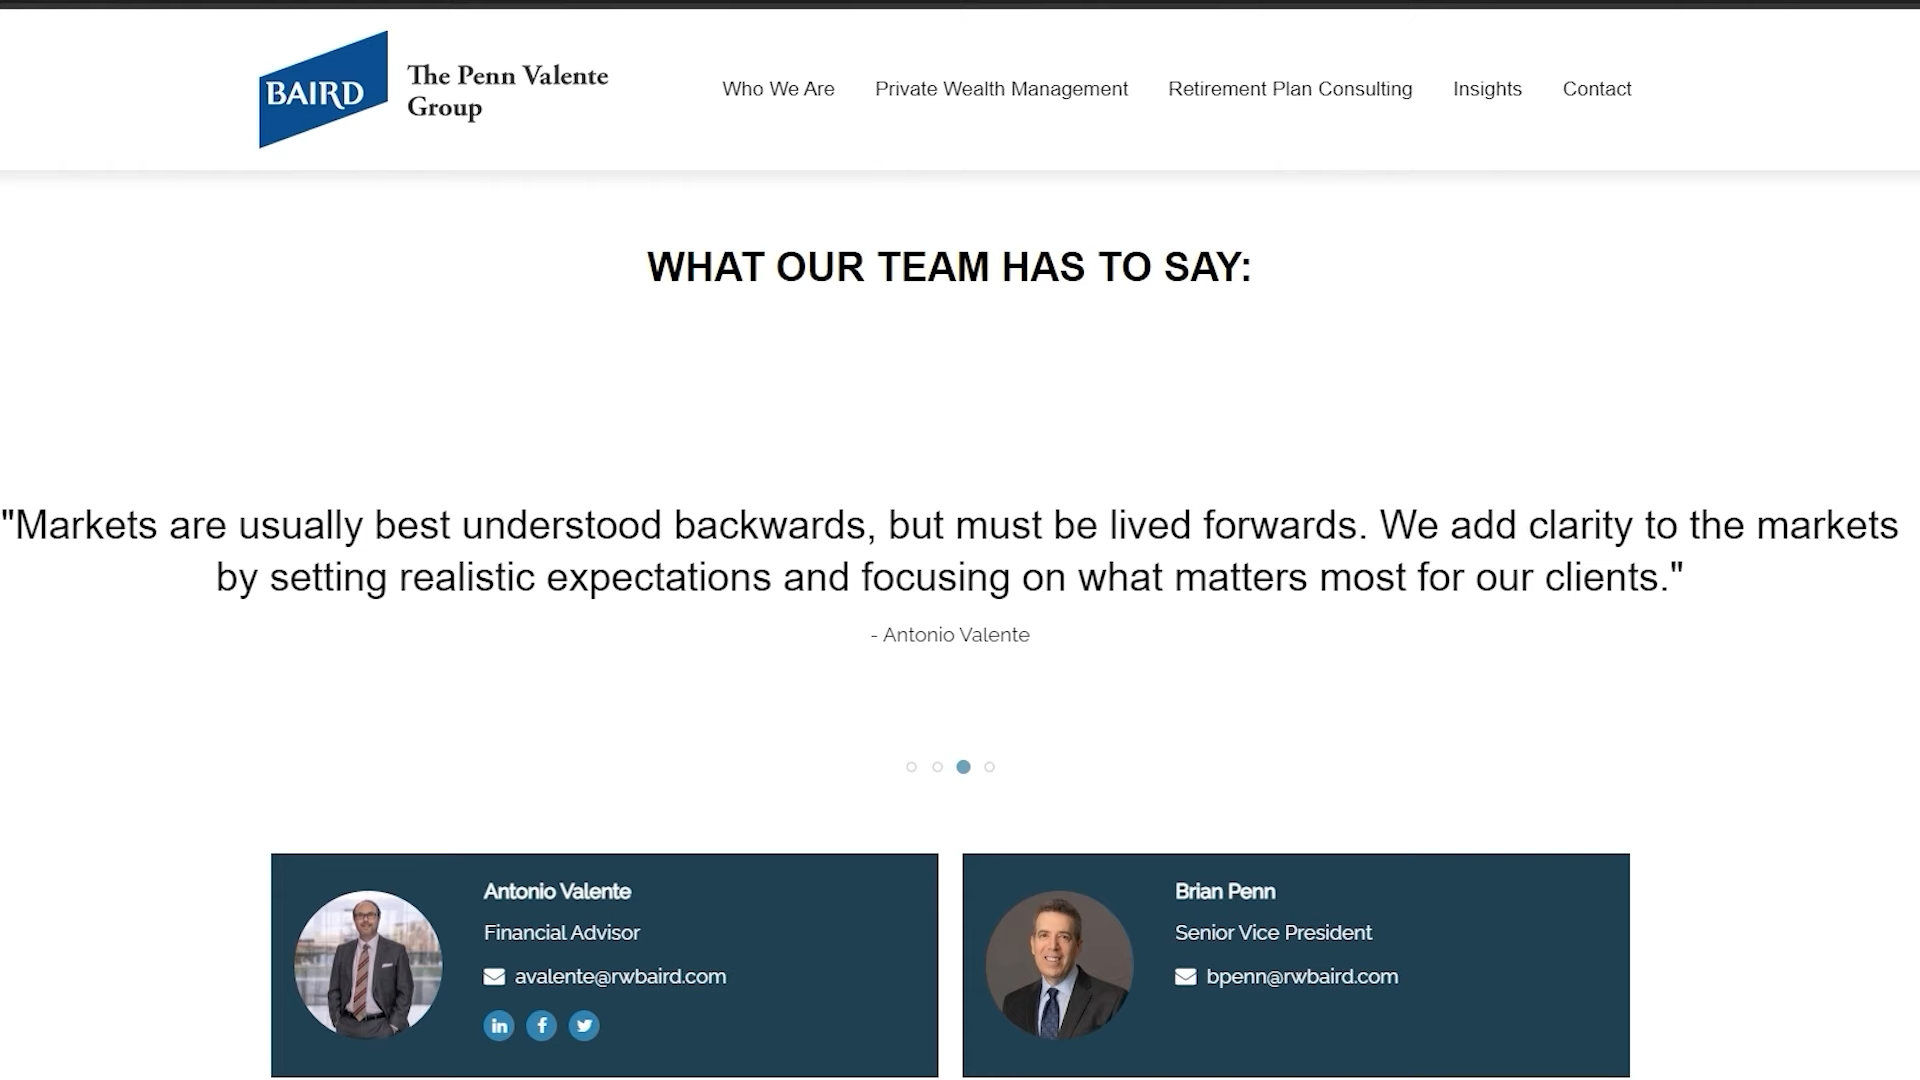 BAIRD
The Penn Valente
Group
Who We Are
Private Wealth Management
Retirement Plan Consulting
Insights
Contact
WHAT OUR TEAM HAS TO SAY:
"Markets are usually best understood backwards, but must be lived forwards. We add clarity to the markets
by setting realistic expectations and focusing on what matters most for our clients."
- Antonio Valente
Antonio Valente
Financial Advisor
avalente@rwbaird.com
in
f
Brian Penn
Senior Vice President
bpenn@rwbaird.com